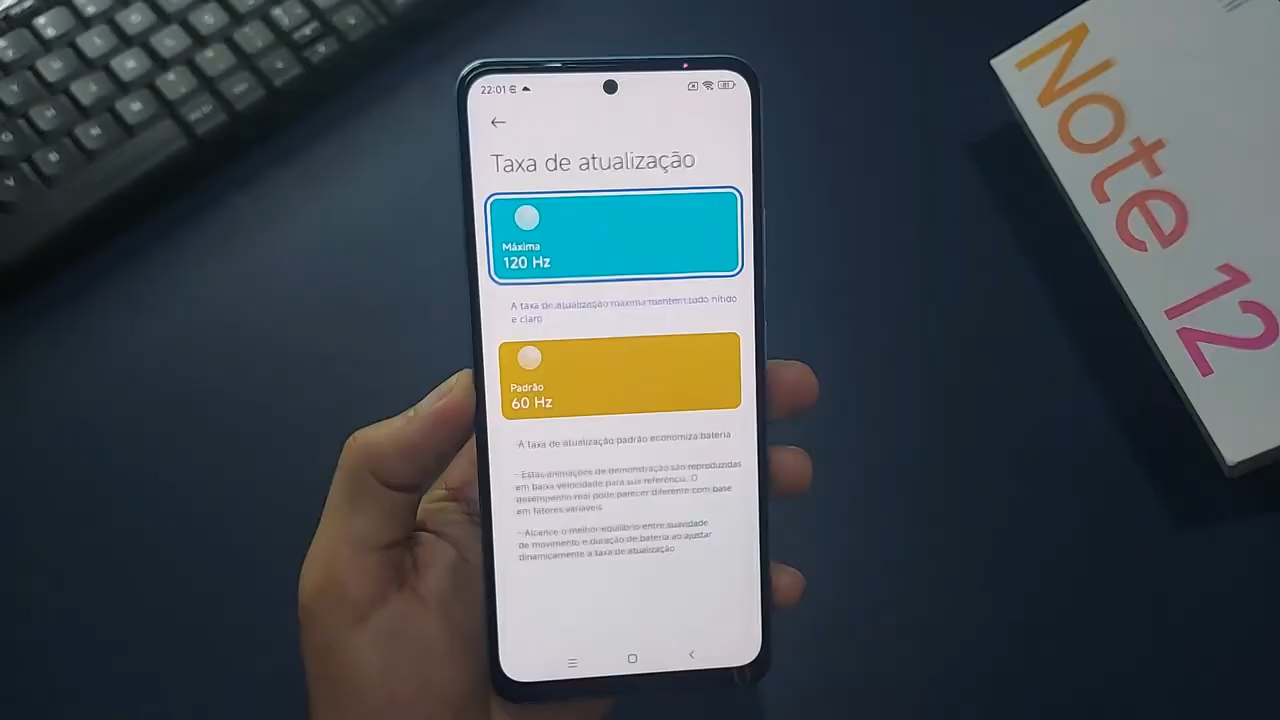 22:01
Taxa de atualização
Máxima
120 Hz
A taxa de atualização máxima mantem tudo nítido
e claro
Padrão
60 Hz
A taxa de atualização padrão economiza bateria
- Estas animações de demonstração são reproduzidas
em baixa velocidade para sua referência. O
desempenho real pode parecer diferente com base
em fatores variáveis
- Alcance o melhor equilíbrio entre suavidade
de movimento e duração de bateria ao ajustar
dinamicamente a taxa de atualização
Note 12